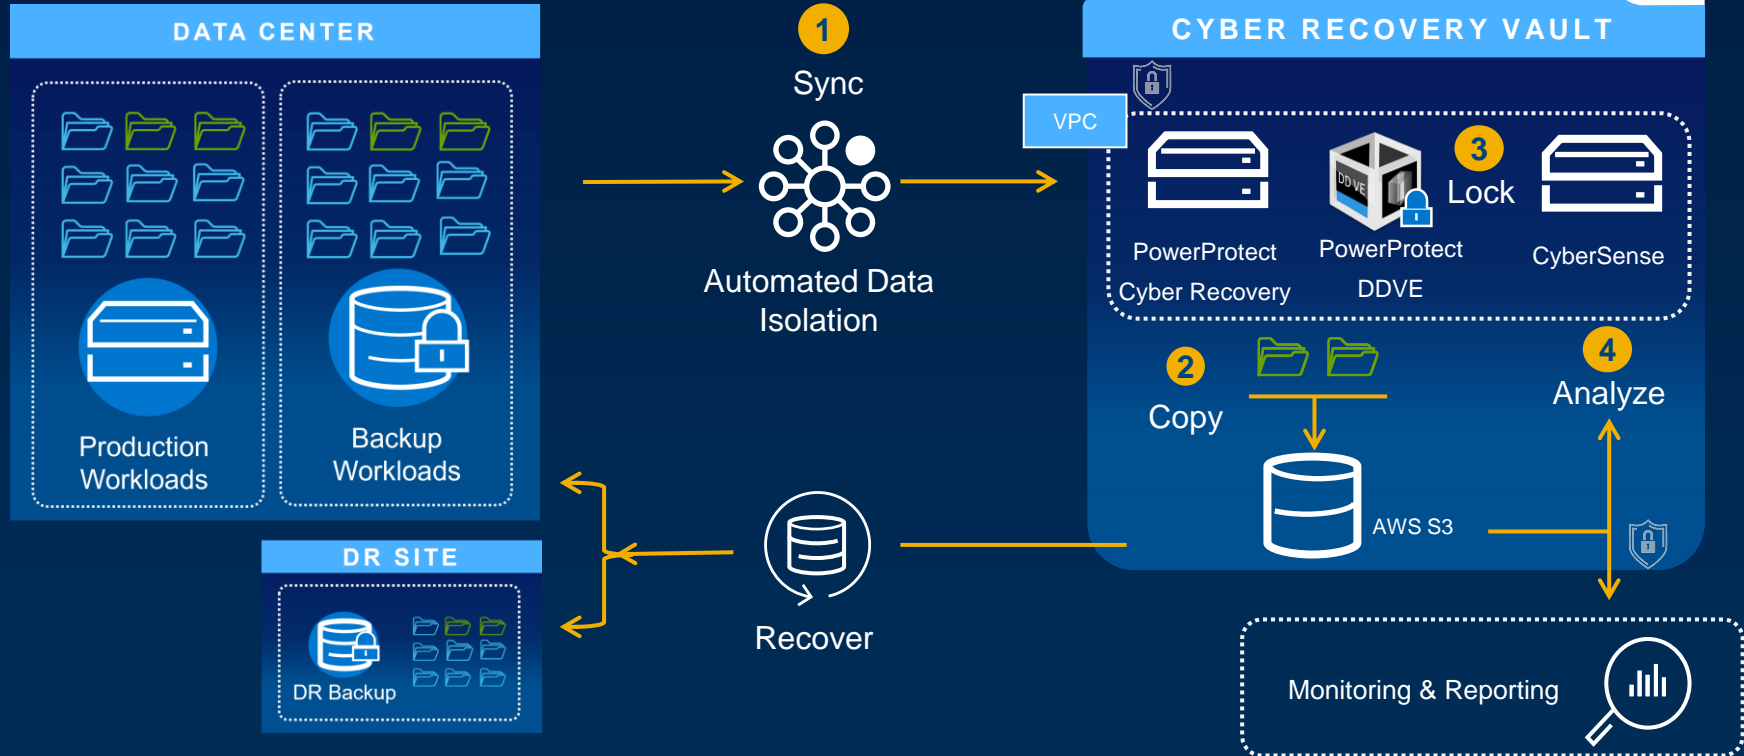 DATA CENTER
Production
Workloads
Backup
Workloads
DR SITE
DR Backup
1
Sync
Automated Data
Isolation
Recover
CYBER RECOVERY VAULT
VPC
PowerProtect
Cyber Recovery
DD VE
PowerProtect
DDVE
3
Lock
CyberSense
2
Copy
AWS S3
4
Analyze
Monitoring & Reporting